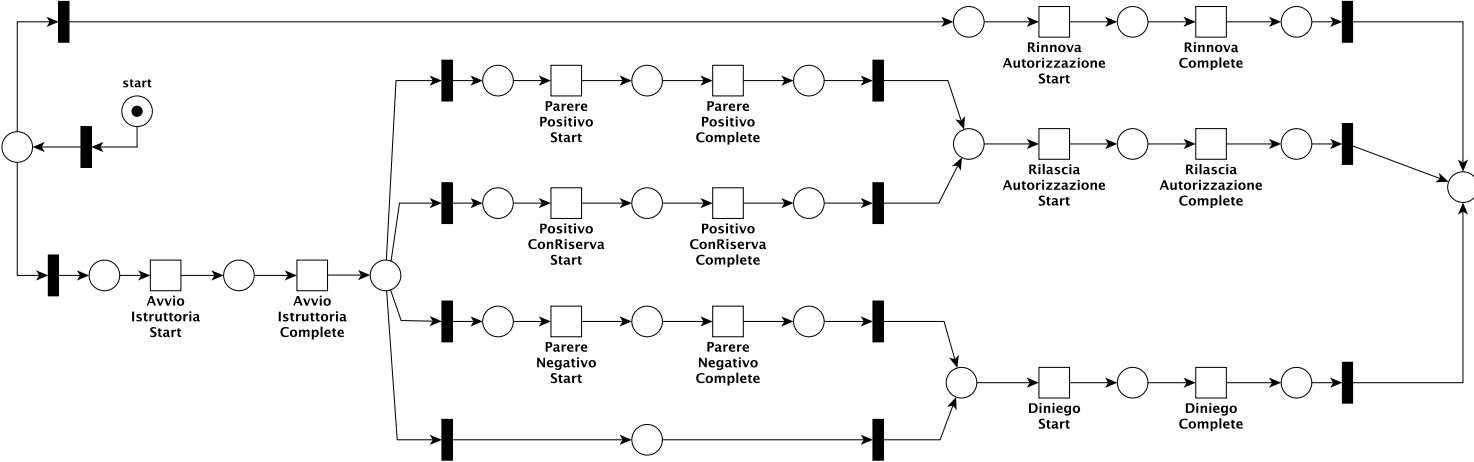 start
Rinnova
Autorizzazione
Start
Rinnova
Complete
Parere
Positivo
Start
Parere
Positivo
Complete
Rilascia
Autorizzazione
Start
Rilascia
Autorizzazione
Complete
Positivo
ConRiserva
Start
Positivo
ConRiserva
Complete
Avvio
Istruttoria
Start
Avvio
Istruttoria
Complete
Parere
Negativo
Start
Parere
Negativo
Complete
Diniego
Start
Diniego
Complete